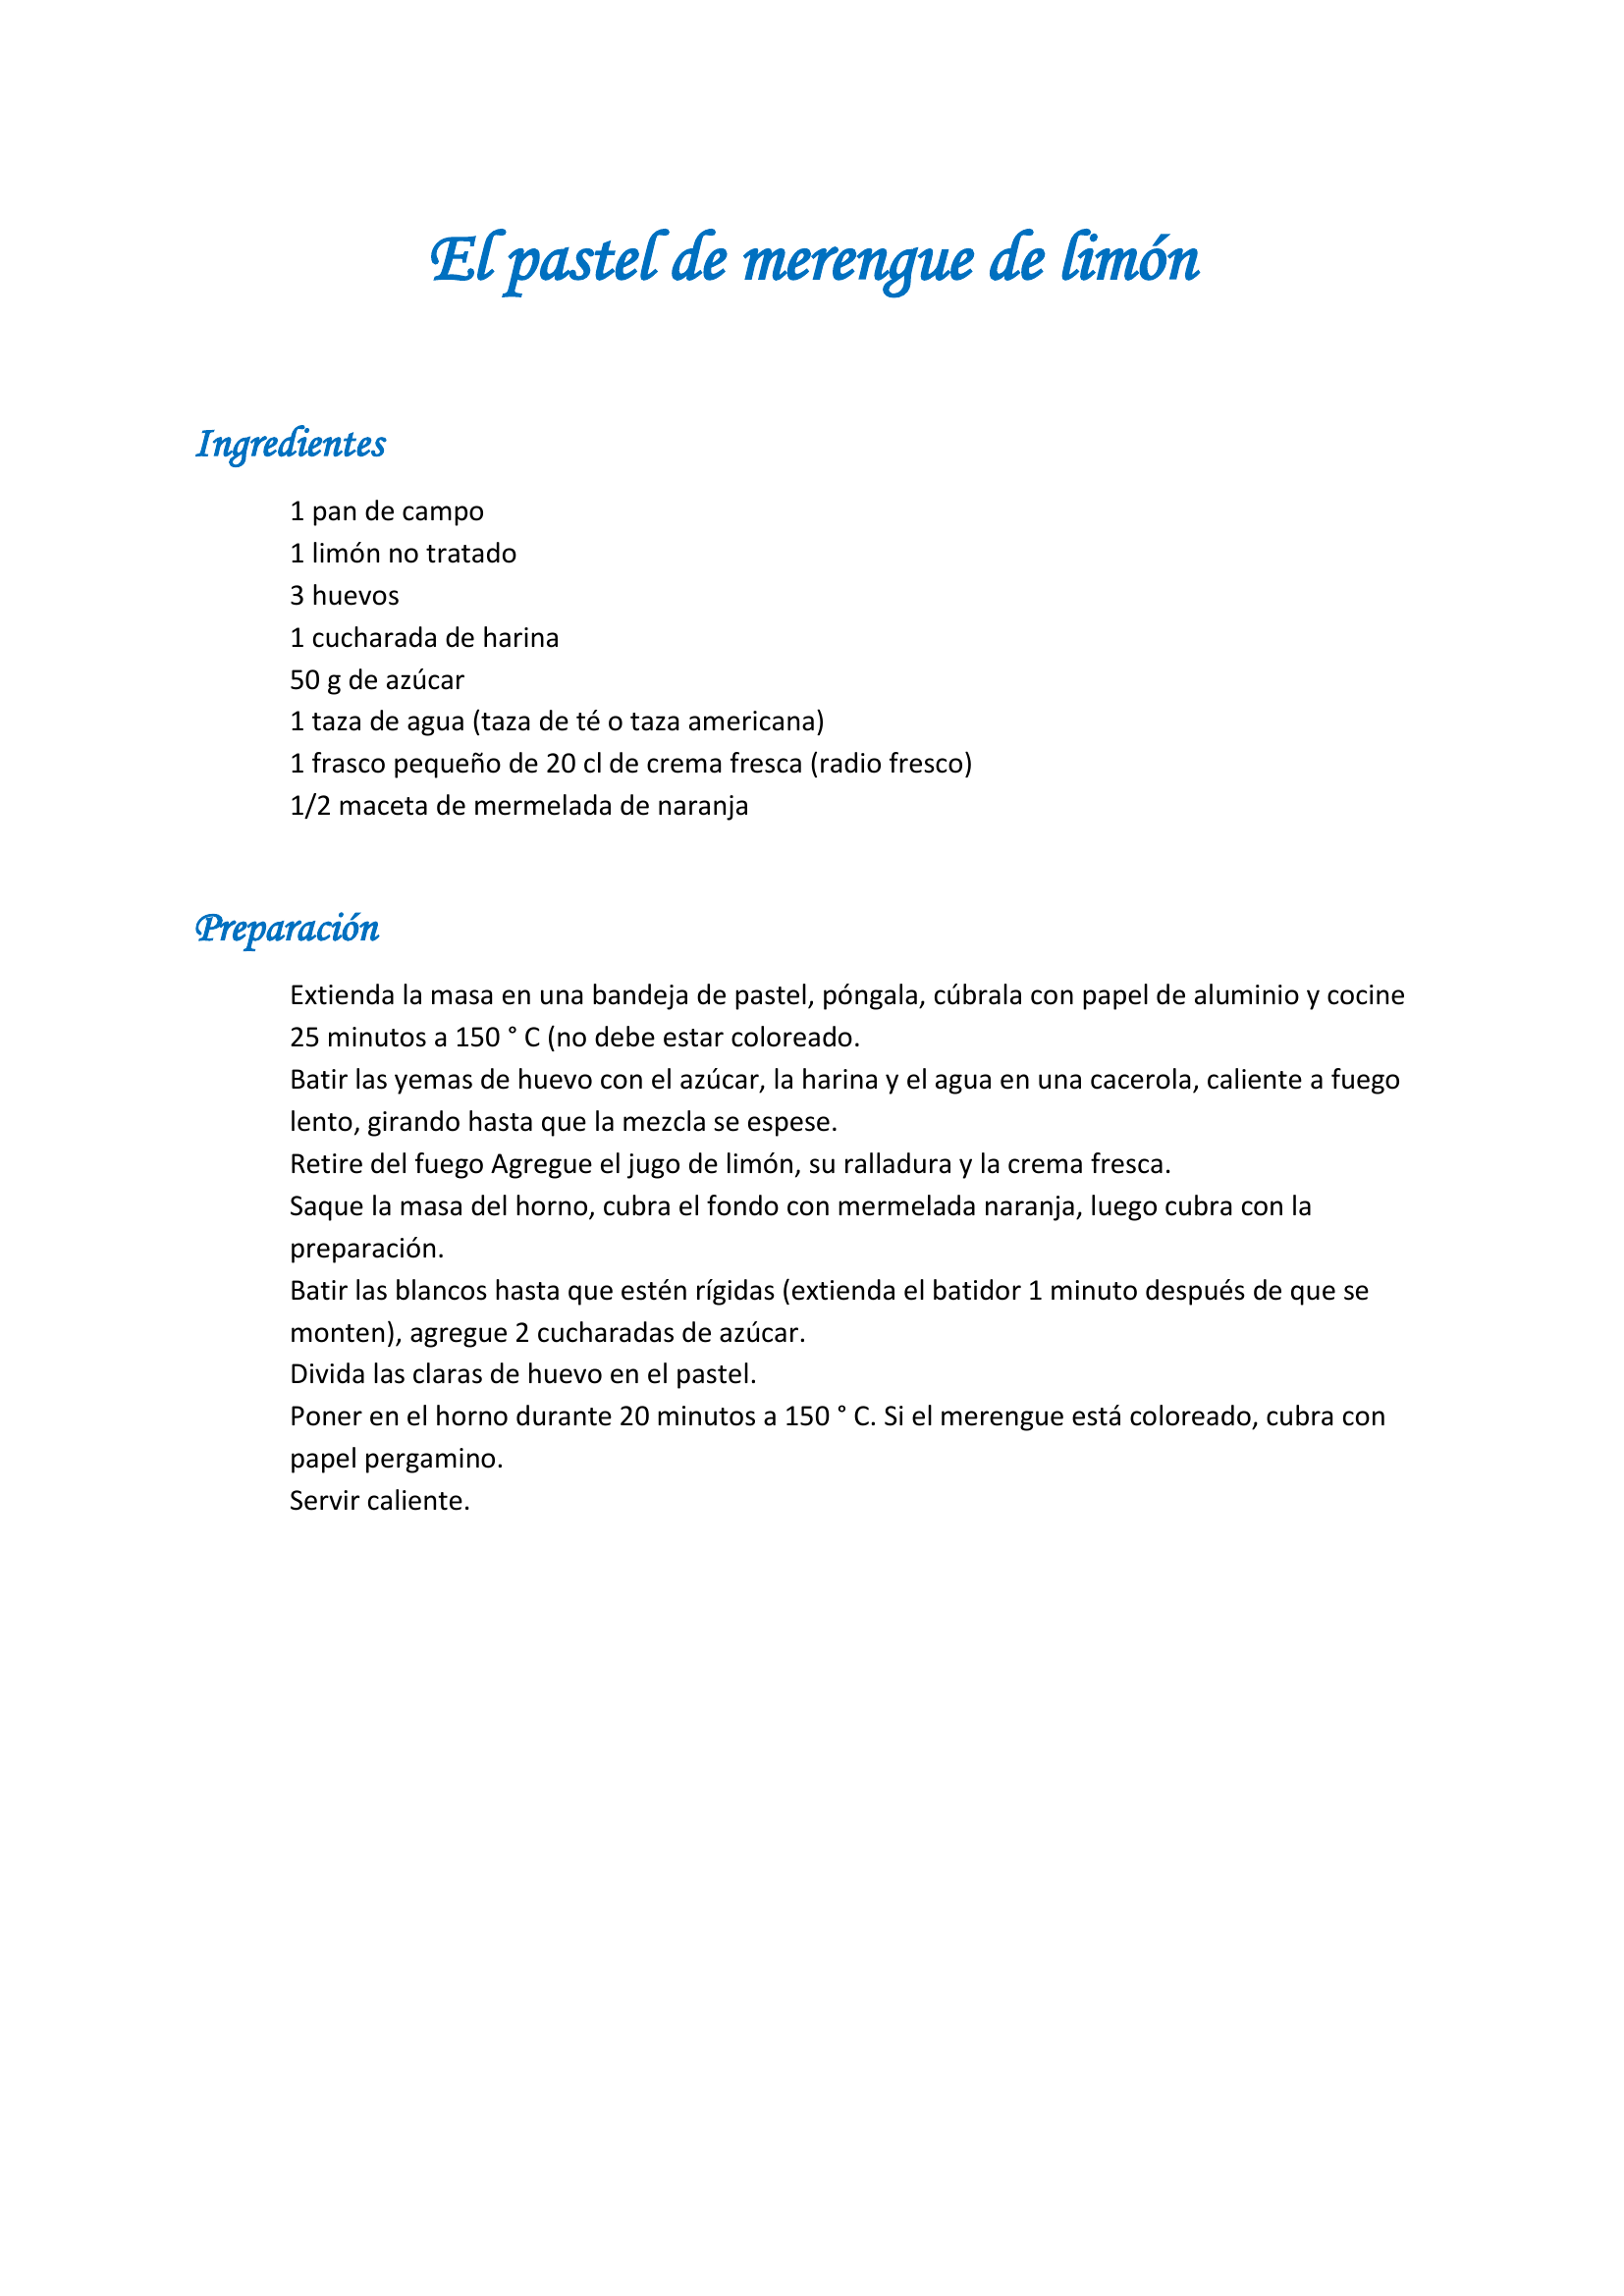 El pastel de merengue de limón
Ingredientes
1 pan de campo
1 limón no tratado
3 huevos
1 cucharada de harina
50 g de azúcar
1 taza de agua (taza de té o taza americana)
1 frasco pequeño de 20 cl de crema fresca (radio fresco)
1/2 maceta de mermelada de naranja
Preparación
Extienda la masa en una bandeja de pastel, póngala, cúbrala con papel de aluminio y cocine
25 minutos a 150 ° C (no debe estar coloreado.
Batir las yemas de huevo con el azúcar, la harina y el agua en una cacerola, caliente a fuego
lento, girando hasta que la mezcla se espese.
Retire del fuego Agregue el jugo de limón, su ralladura y la crema fresca.
Saque la masa del horno, cubra el fondo con mermelada naranja, luego cubra con la
preparación.
Batir las blancos hasta que estén rígidas (extienda el batidor 1 minuto después de que se
monten), agregue 2 cucharadas de azúcar.
Divida las claras de huevo en el pastel.
Poner en el horno durante 20 minutos a 150 ° C. Si el merengue está coloreado, cubra con
papel pergamino.
Servir caliente.